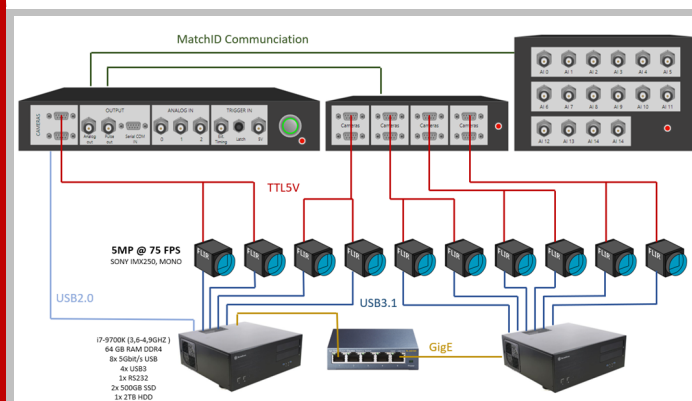 MatchID Communciation
AI 0 AI 1 AI 2 AI 3 AI 4 AI 5
AI 6 AI 7 AI 8 AI 9 AI 10 AI 11
AI 12 AI 13 AI 14 AI 14
CAMERAS
OUTPUT
ANALOG IN
TRIGGER IN
Analog out
Pulse out
Serial COM IN
0 1 2
Ext. Timing
Latch
5V
Cameras Cameras Cameras Cameras
TTL5V
5MP @ 75 FPS
SONY IMX250, MONO
FLIR FLIR FLIR FLIR FLIR FLIR FLIR FLIR FLIR FLIR
USB2.0
USB3.1
GigE
i7-9700K (3,6-4,9GHZ )
64 GB RAM DDR4
8x 5Gbit/s USB
4x USB3
1x RS232
2x 500GB SSD
1x 2TB HDD